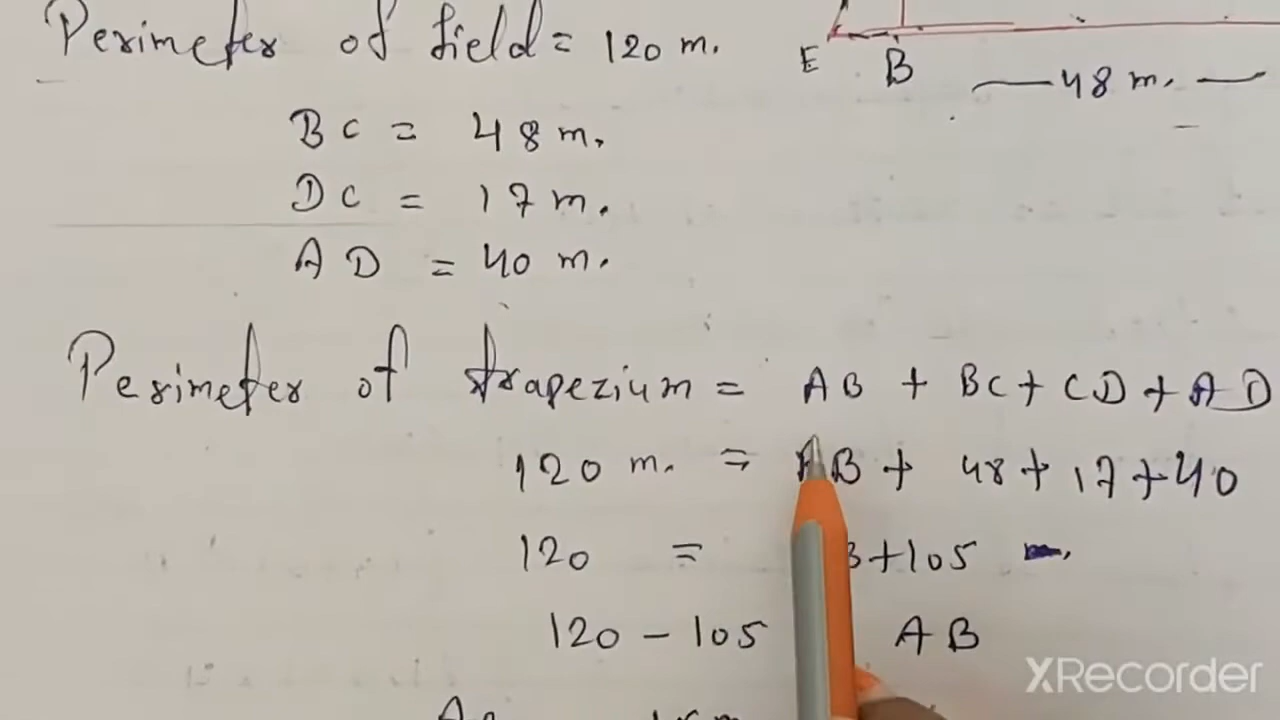 Perimeter of field = 120 m.
E B
48 m.
BC = 48 m.
DC = 17 m.
AD = 40 m.
Perimeter of trapezium = AB + BC + CD + AD
120 m. = AB + 48 + 17 + 40
120 = B + 105
120 - 105 AB
XRecorder